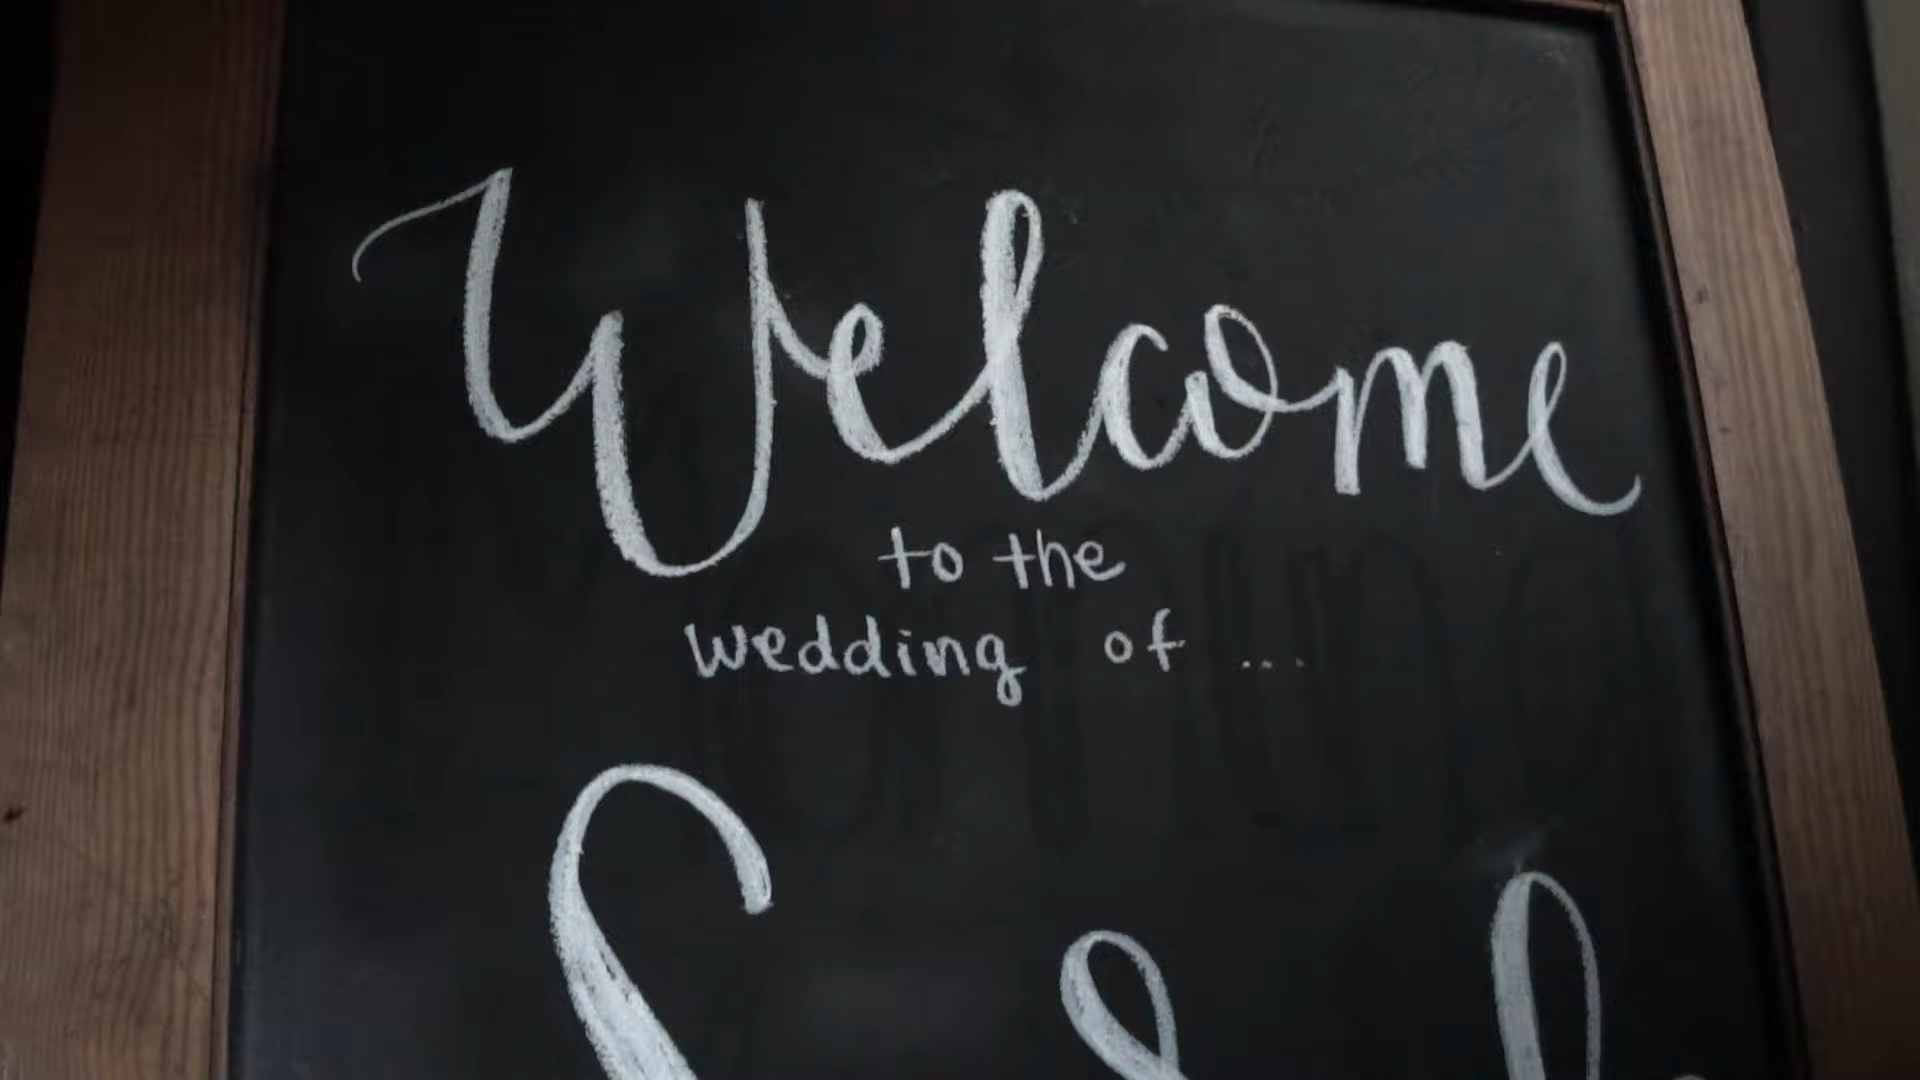 Welcome
to the
wedding of ...